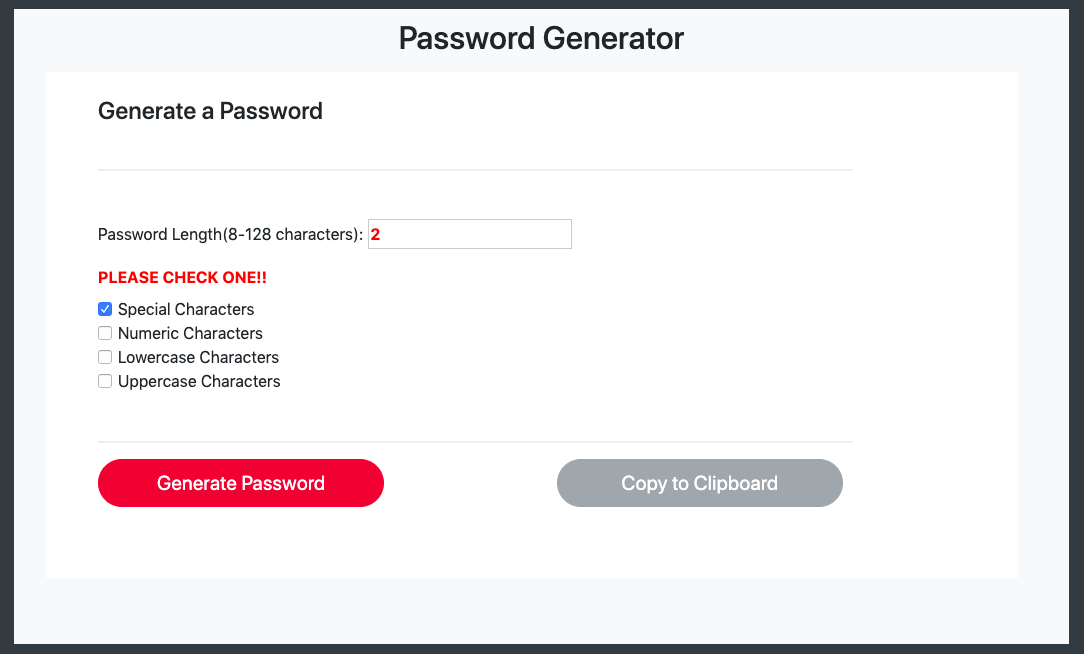 Password Generator
Generate a Password
Password Length(8-128 characters): 2
PLEASE CHECK ONE!!
Special Characters
Numeric Characters
Lowercase Characters
Uppercase Characters
Generate Password Copy to Clipboard